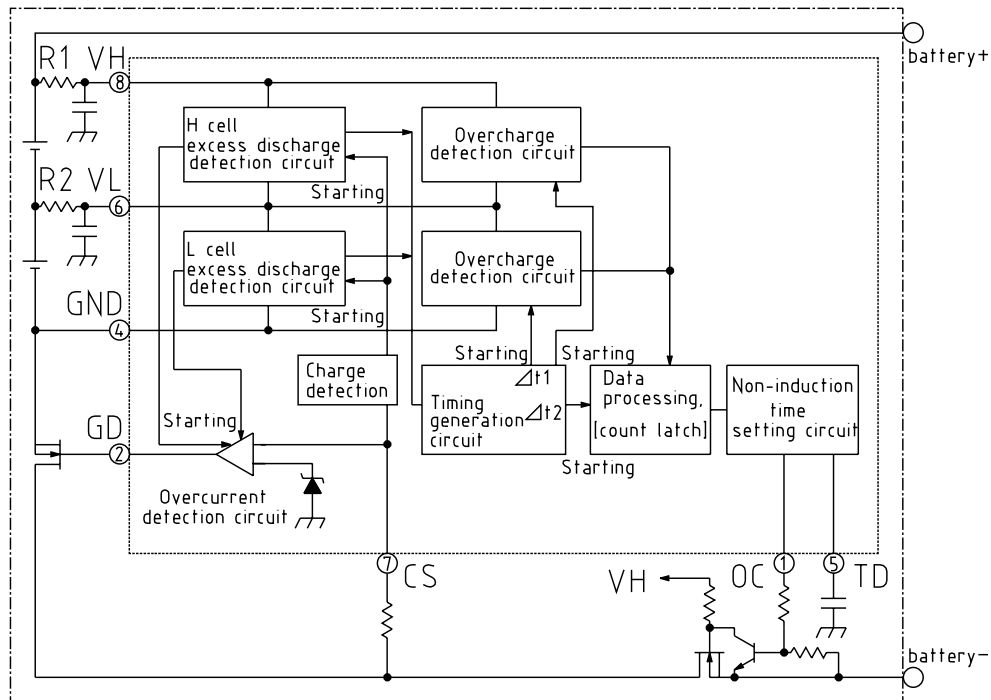 battery+
R1 VH
8
H cell
excess discharge
detection circuit
Overcharge
detection circuit
Starting
R2 VL
6
L cell
excess discharge
detection circuit
Overcharge
detection circuit
Starting
GND
4
Charge
detection
Starting
Starting
⊿t1
Timing
generation
circuit
⊿t2
Data
processing,
[count latch]
Non-induction
time
setting circuit
Starting
GD
2
Starting
Overcurrent
detection circuit
7
CS
VH
OC
1
5
TD
battery-